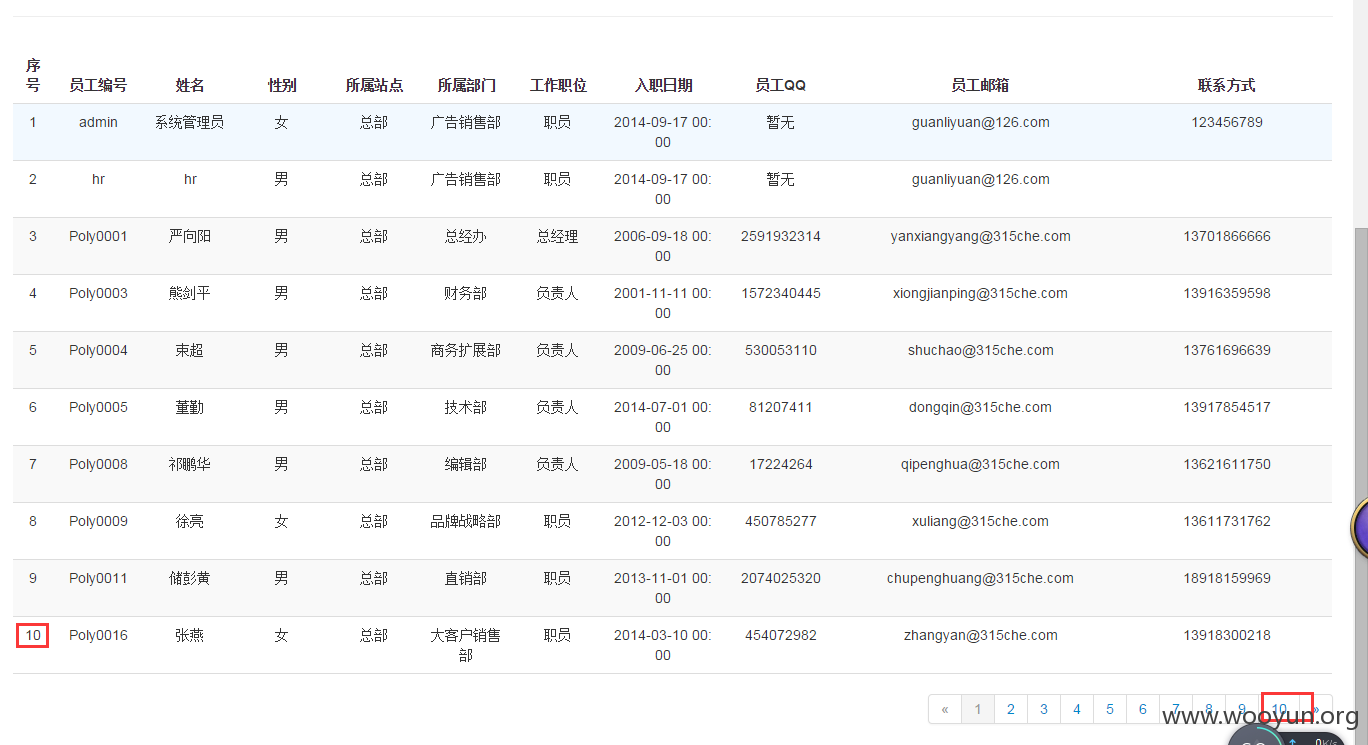 序号 员工编号 姓名 性别 所属站点 所属部门 工作职位 入职日期 员工QQ 员工邮箱 联系方式
1 admin 系统管理员 女 总部 广告销售部 职员 2014-09-17 00:00 暂无 guanliyuan@126.com 123456789
2 hr hr 男 总部 广告销售部 职员 2014-09-17 00:00 暂无 guanliyuan@126.com
3 Poly0001 严向阳 男 总部 总经办 总经理 2006-09-18 00:00 2591932314 yanxiangyang@315che.com 13701866666
4 Poly0003 熊剑平 男 总部 财务部 负责人 2001-11-11 00:00 1572340445 xiongjianping@315che.com 13916359598
5 Poly0004 束超 男 总部 商务扩展部 负责人 2009-06-25 00:00 530053110 shuchao@315che.com 13761696639
6 Poly0005 董勤 男 总部 技术部 负责人 2014-07-01 00:00 81207411 dongqin@315che.com 13917854517
7 Poly0008 祁鹏华 男 总部 编辑部 负责人 2009-05-18 00:00 17224264 qipenghua@315che.com 13621611750
8 Poly0009 徐亮 女 总部 品牌战略部 职员 2012-12-03 00:00 450785277 xuliang@315che.com 13611731762
9 Poly0011 储彭黄 男 总部 直销部 职员 2013-11-01 00:00 2074025320 chupenghuang@315che.com 18918159969
10 Poly0016 张燕 女 总部 大客户销售部 职员 2014-03-10 00:00 454072982 zhangyan@315che.com 13918300218
« 1 2 3 4 5 6 7 8 9 10 »
www.wooyun.org